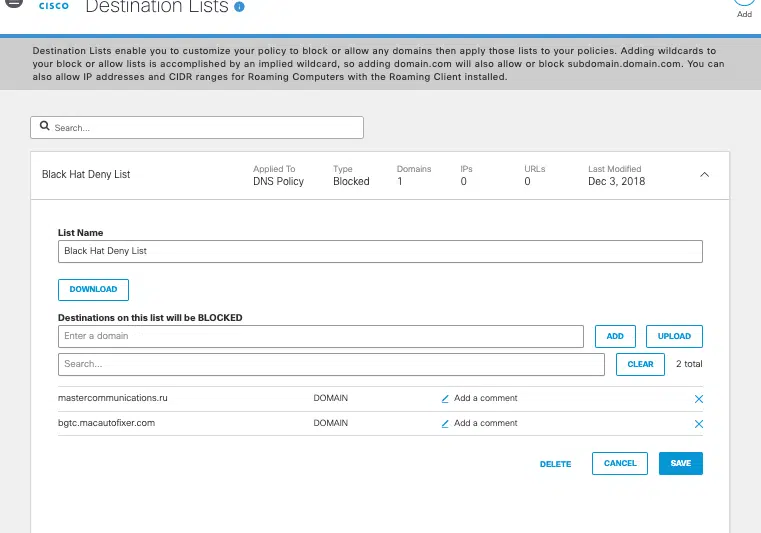 CISCO
Destination Lists
Add
Destination Lists enable you to customize your policy to block or allow any domains then apply those lists to your policies. Adding wildcards to
your block or allow lists is accomplished by an implied wildcard, so adding domain.com will also allow or block subdomain.domain.com. You can
also allow IP addresses and CIDR ranges for Roaming Computers with the Roaming Client installed.
Search...
Applied To Type Domains IPs URLs Last Modified
Black Hat Deny List DNS Policy Blocked 1 0 0 Dec 3, 2018
List Name
Black Hat Deny List
DOWNLOAD
Destinations on this list will be BLOCKED
Enter a domain ADD UPLOAD
Search... CLEAR 2 total
mastercommunications.ru DOMAIN Add a comment
bgtc.macautofixer.com DOMAIN Add a comment
DELETE CANCEL SAVE